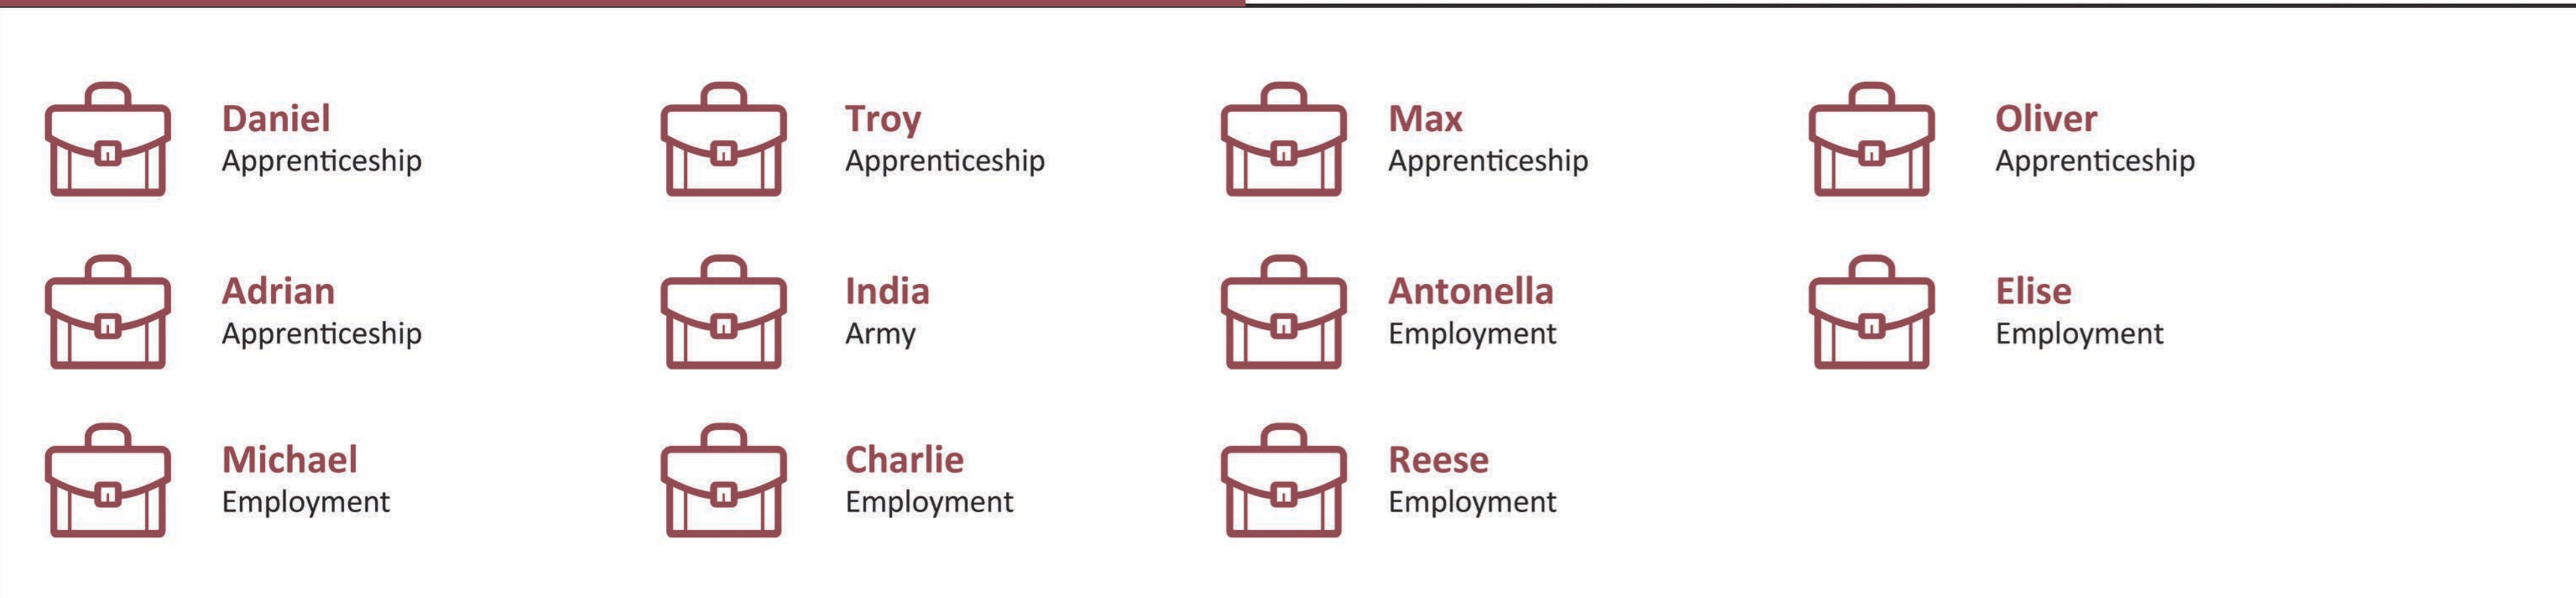 Daniel
Apprenticeship
Troy
Apprenticeship
Max
Apprenticeship
Oliver
Apprenticeship
Adrian
Apprenticeship
India
Army
Antonella
Employment
Elise
Employment
Michael
Employment
Charlie
Employment
Reese
Employment